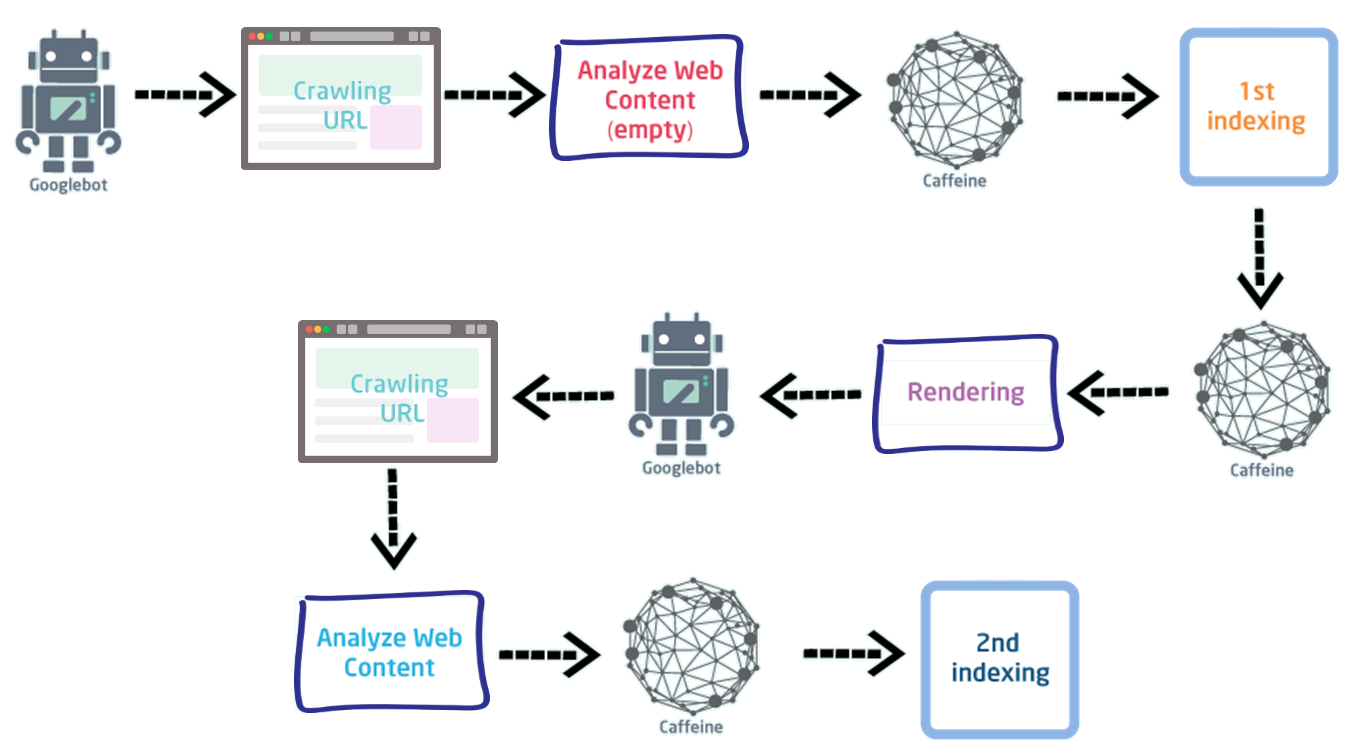 Crawling
URL
Analyze Web
Content
(empty)
1st
indexing
Googlebot
Caffeine
Crawling
URL
Rendering
Googlebot
Caffeine
Analyze Web
Content
2nd
indexing
Caffeine